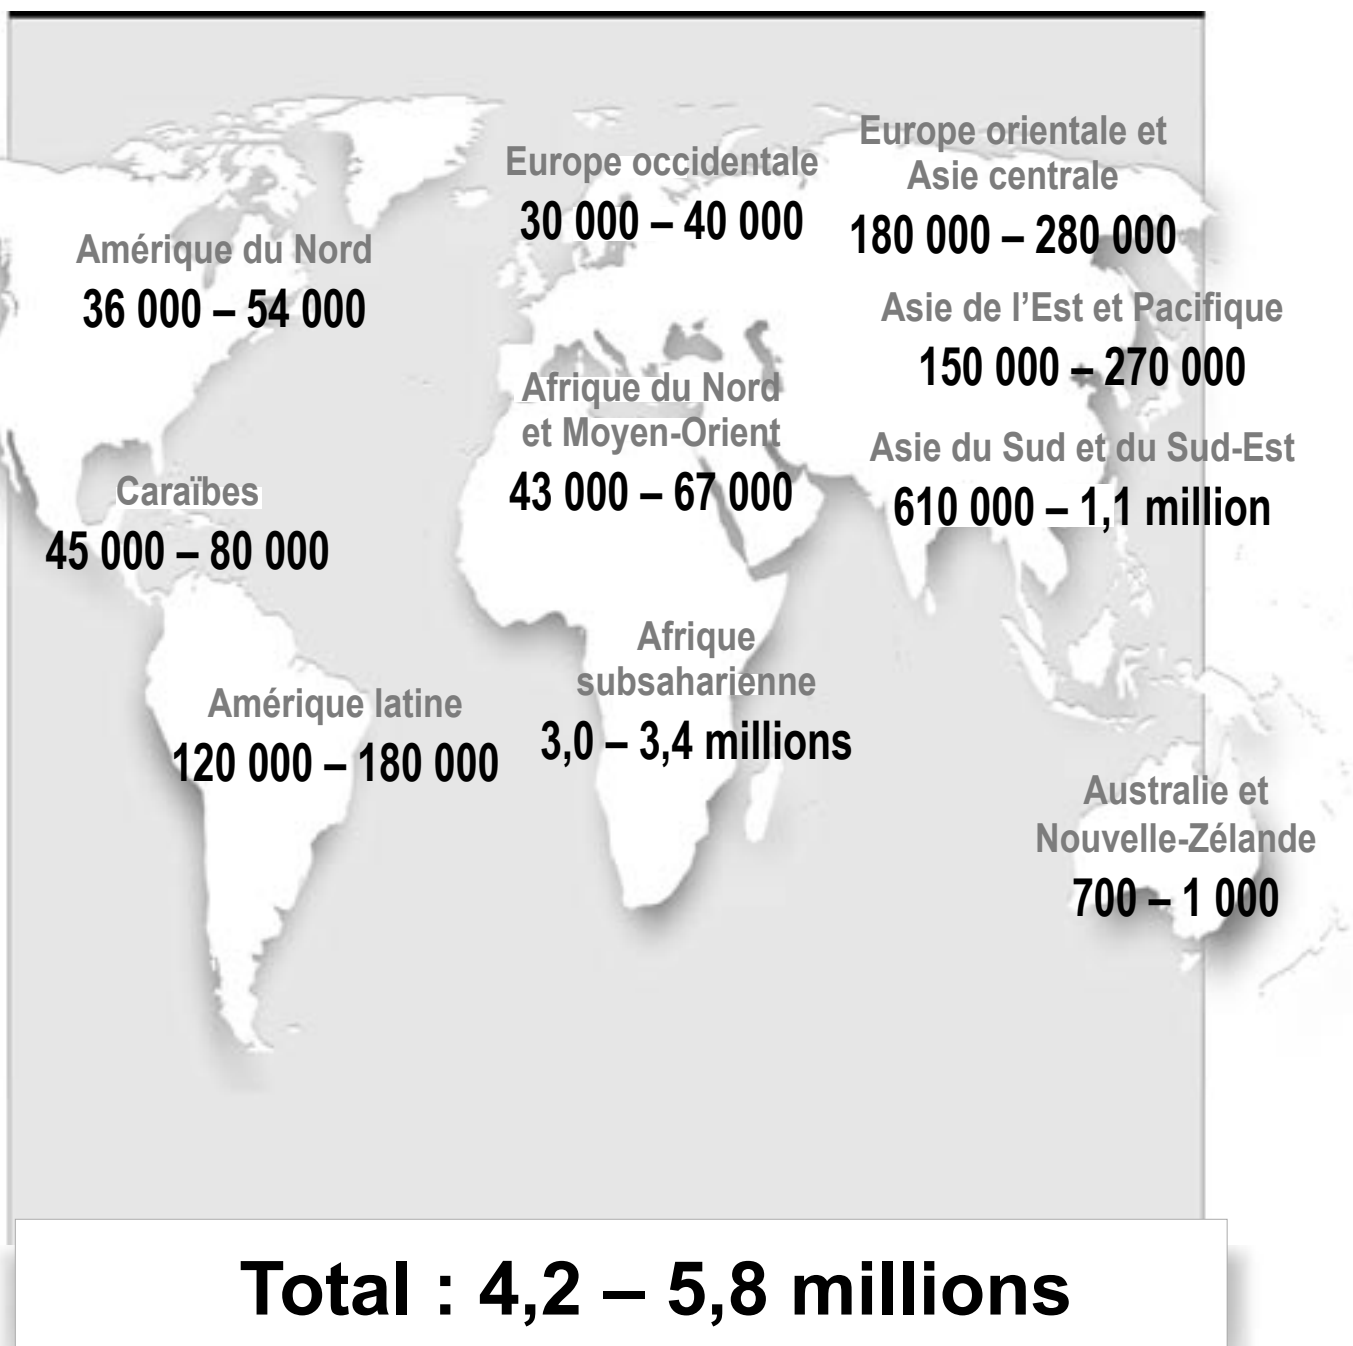 Europe orientale et
Asie centrale
180 000 – 280 000
Europe occidentale
30 000 – 40 000
Amérique du Nord
36 000 – 54 000
Asie de l’Est et Pacifique
150 000 – 270 000
Afrique du Nord
et Moyen-Orient
43 000 – 67 000
Asie du Sud et du Sud-Est
610 000 – 1,1 million
Caraïbes
45 000 – 80 000
Afrique
subsaharienne
3,0 – 3,4 millions
Amérique latine
120 000 – 180 000
Australie et
Nouvelle-Zélande
700 – 1 000
Total : 4,2 – 5,8 millions